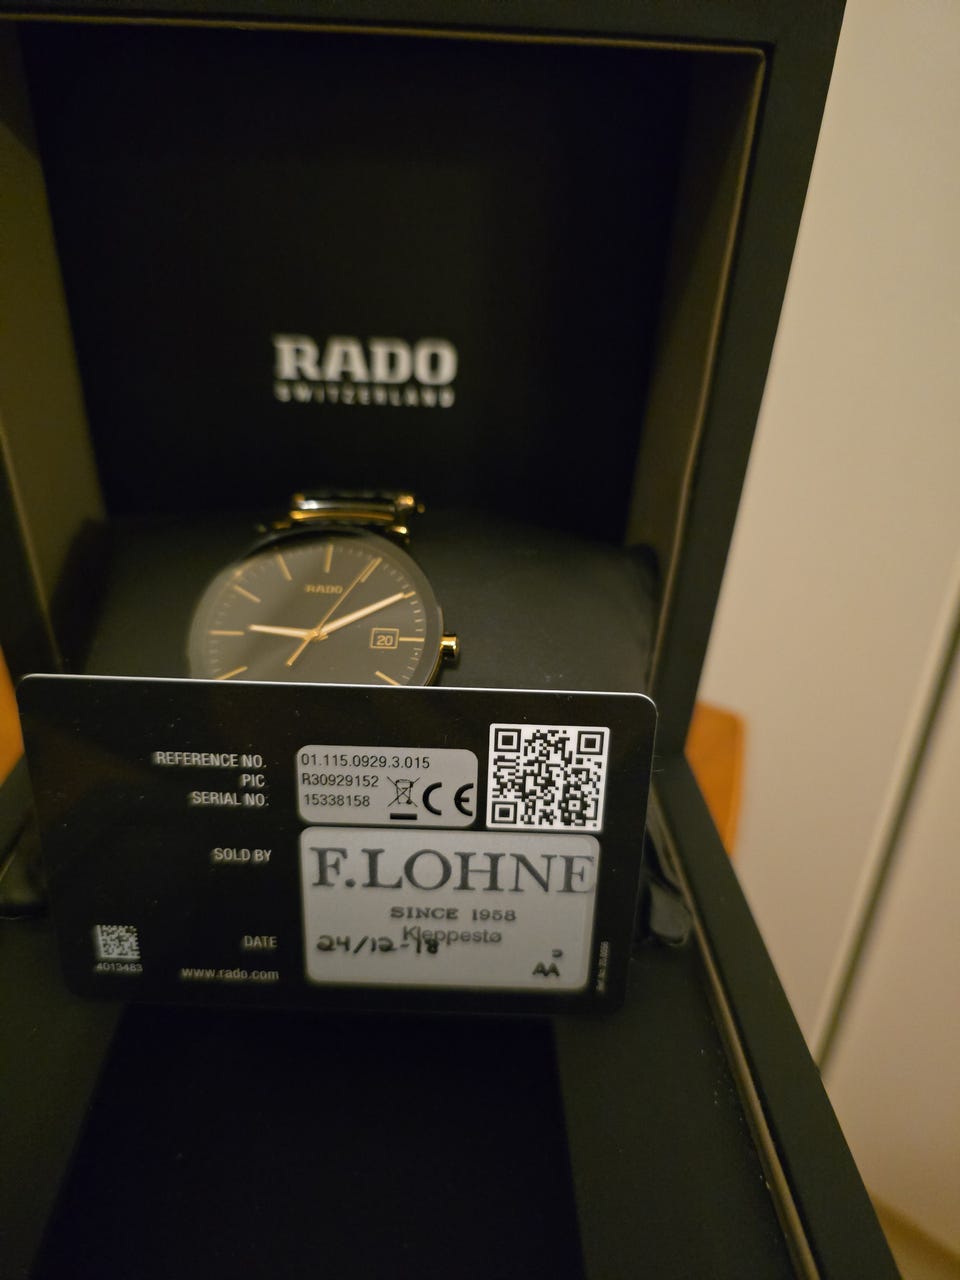 RADO
SWITZERLAND
RADO
20
REFERENCE NO. 01.115.0929.3.015
PIC R30929152
SERIAL NO. 15338158
CE
SOLD BY F.LOHNE
SINCE 1958
Kleppestø
DATE 24/12-18
AA
4013483
www.rado.com